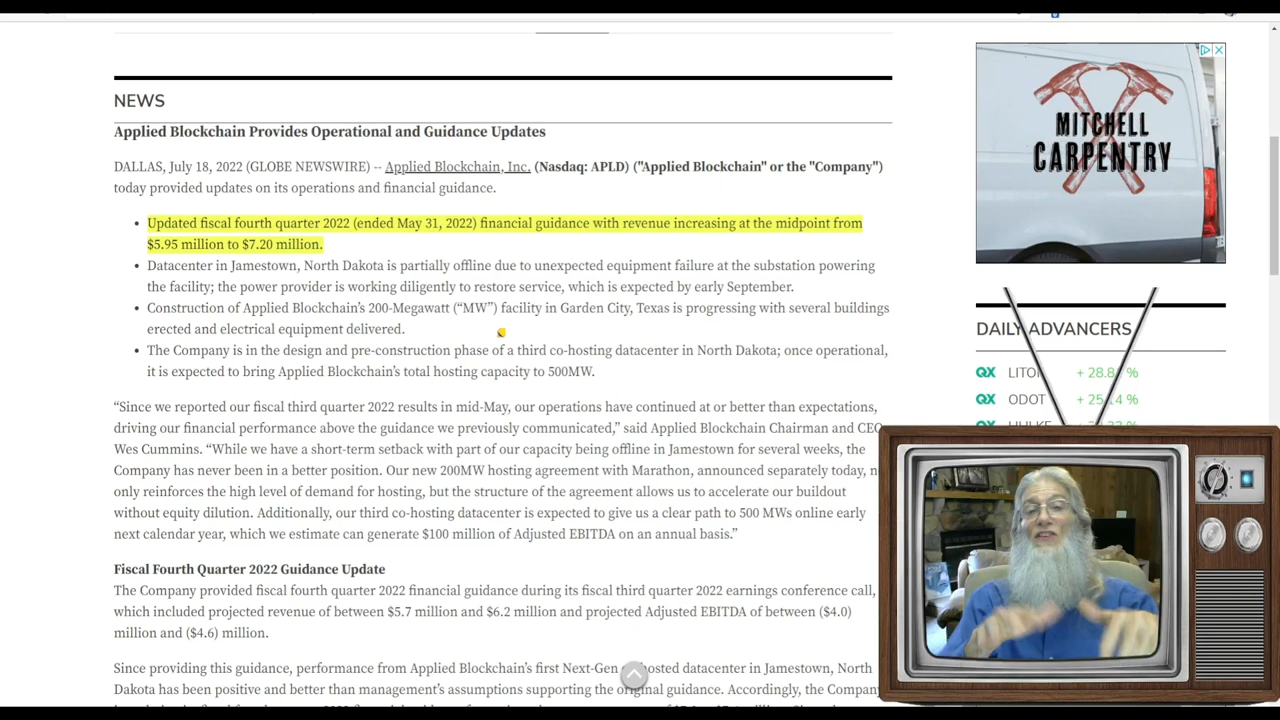 NEWS
Applied Blockchain Provides Operational and Guidance Updates
DALLAS, July 18, 2022 (GLOBE NEWSWIRE) -- Applied Blockchain, Inc. (Nasdaq: APLD) ("Applied Blockchain" or the "Company")
today provided updates on its operations and financial guidance.
• Updated fiscal fourth quarter 2022 (ended May 31, 2022) financial guidance with revenue increasing at the midpoint from
$5.95 million to $7.20 million.
• Datacenter in Jamestown, North Dakota is partially offline due to unexpected equipment failure at the substation powering
the facility; the power provider is working diligently to restore service, which is expected by early September.
• Construction of Applied Blockchain’s 200-Megawatt (“MW”) facility in Garden City, Texas is progressing with several buildings
erected and electrical equipment delivered.
• The Company is in the design and pre-construction phase of a third co-hosting datacenter in North Dakota; once operational,
it is expected to bring Applied Blockchain’s total hosting capacity to 500MW.
“Since we reported our fiscal third quarter 2022 results in mid-May, our operations have continued at or better than expectations,
driving our financial performance above the guidance we previously communicated,” said Applied Blockchain Chairman and CEO
Wes Cummins. “While we have a short-term setback with part of our capacity being offline in Jamestown for several weeks, the
Company has never been in a better position. Our new 200MW hosting agreement with Marathon, announced separately today,
only reinforces the high level of demand for hosting, but the structure of the agreement allows us to accelerate our buildout
without equity dilution. Additionally, our third co-hosting datacenter is expected to give us a clear path to 500 MWs online early
next calendar year, which we estimate can generate $100 million of Adjusted EBITDA on an annual basis.”
Fiscal Fourth Quarter 2022 Guidance Update
The Company provided fiscal fourth quarter 2022 financial guidance during its fiscal third quarter 2022 earnings conference call,
which included projected revenue of between $5.7 million and $6.2 million and projected Adjusted EBITDA of between ($4.0)
million and ($4.6) million.
Since providing this guidance, performance from Applied Blockchain’s first Next-Gen datacenter in Jamestown, North
Dakota has been positive and better than management’s assumptions supporting the original guidance. Accordingly, the Company
MITCHELL
CARPENTRY
DAILY ADVANCERS
QX
QX ODOT